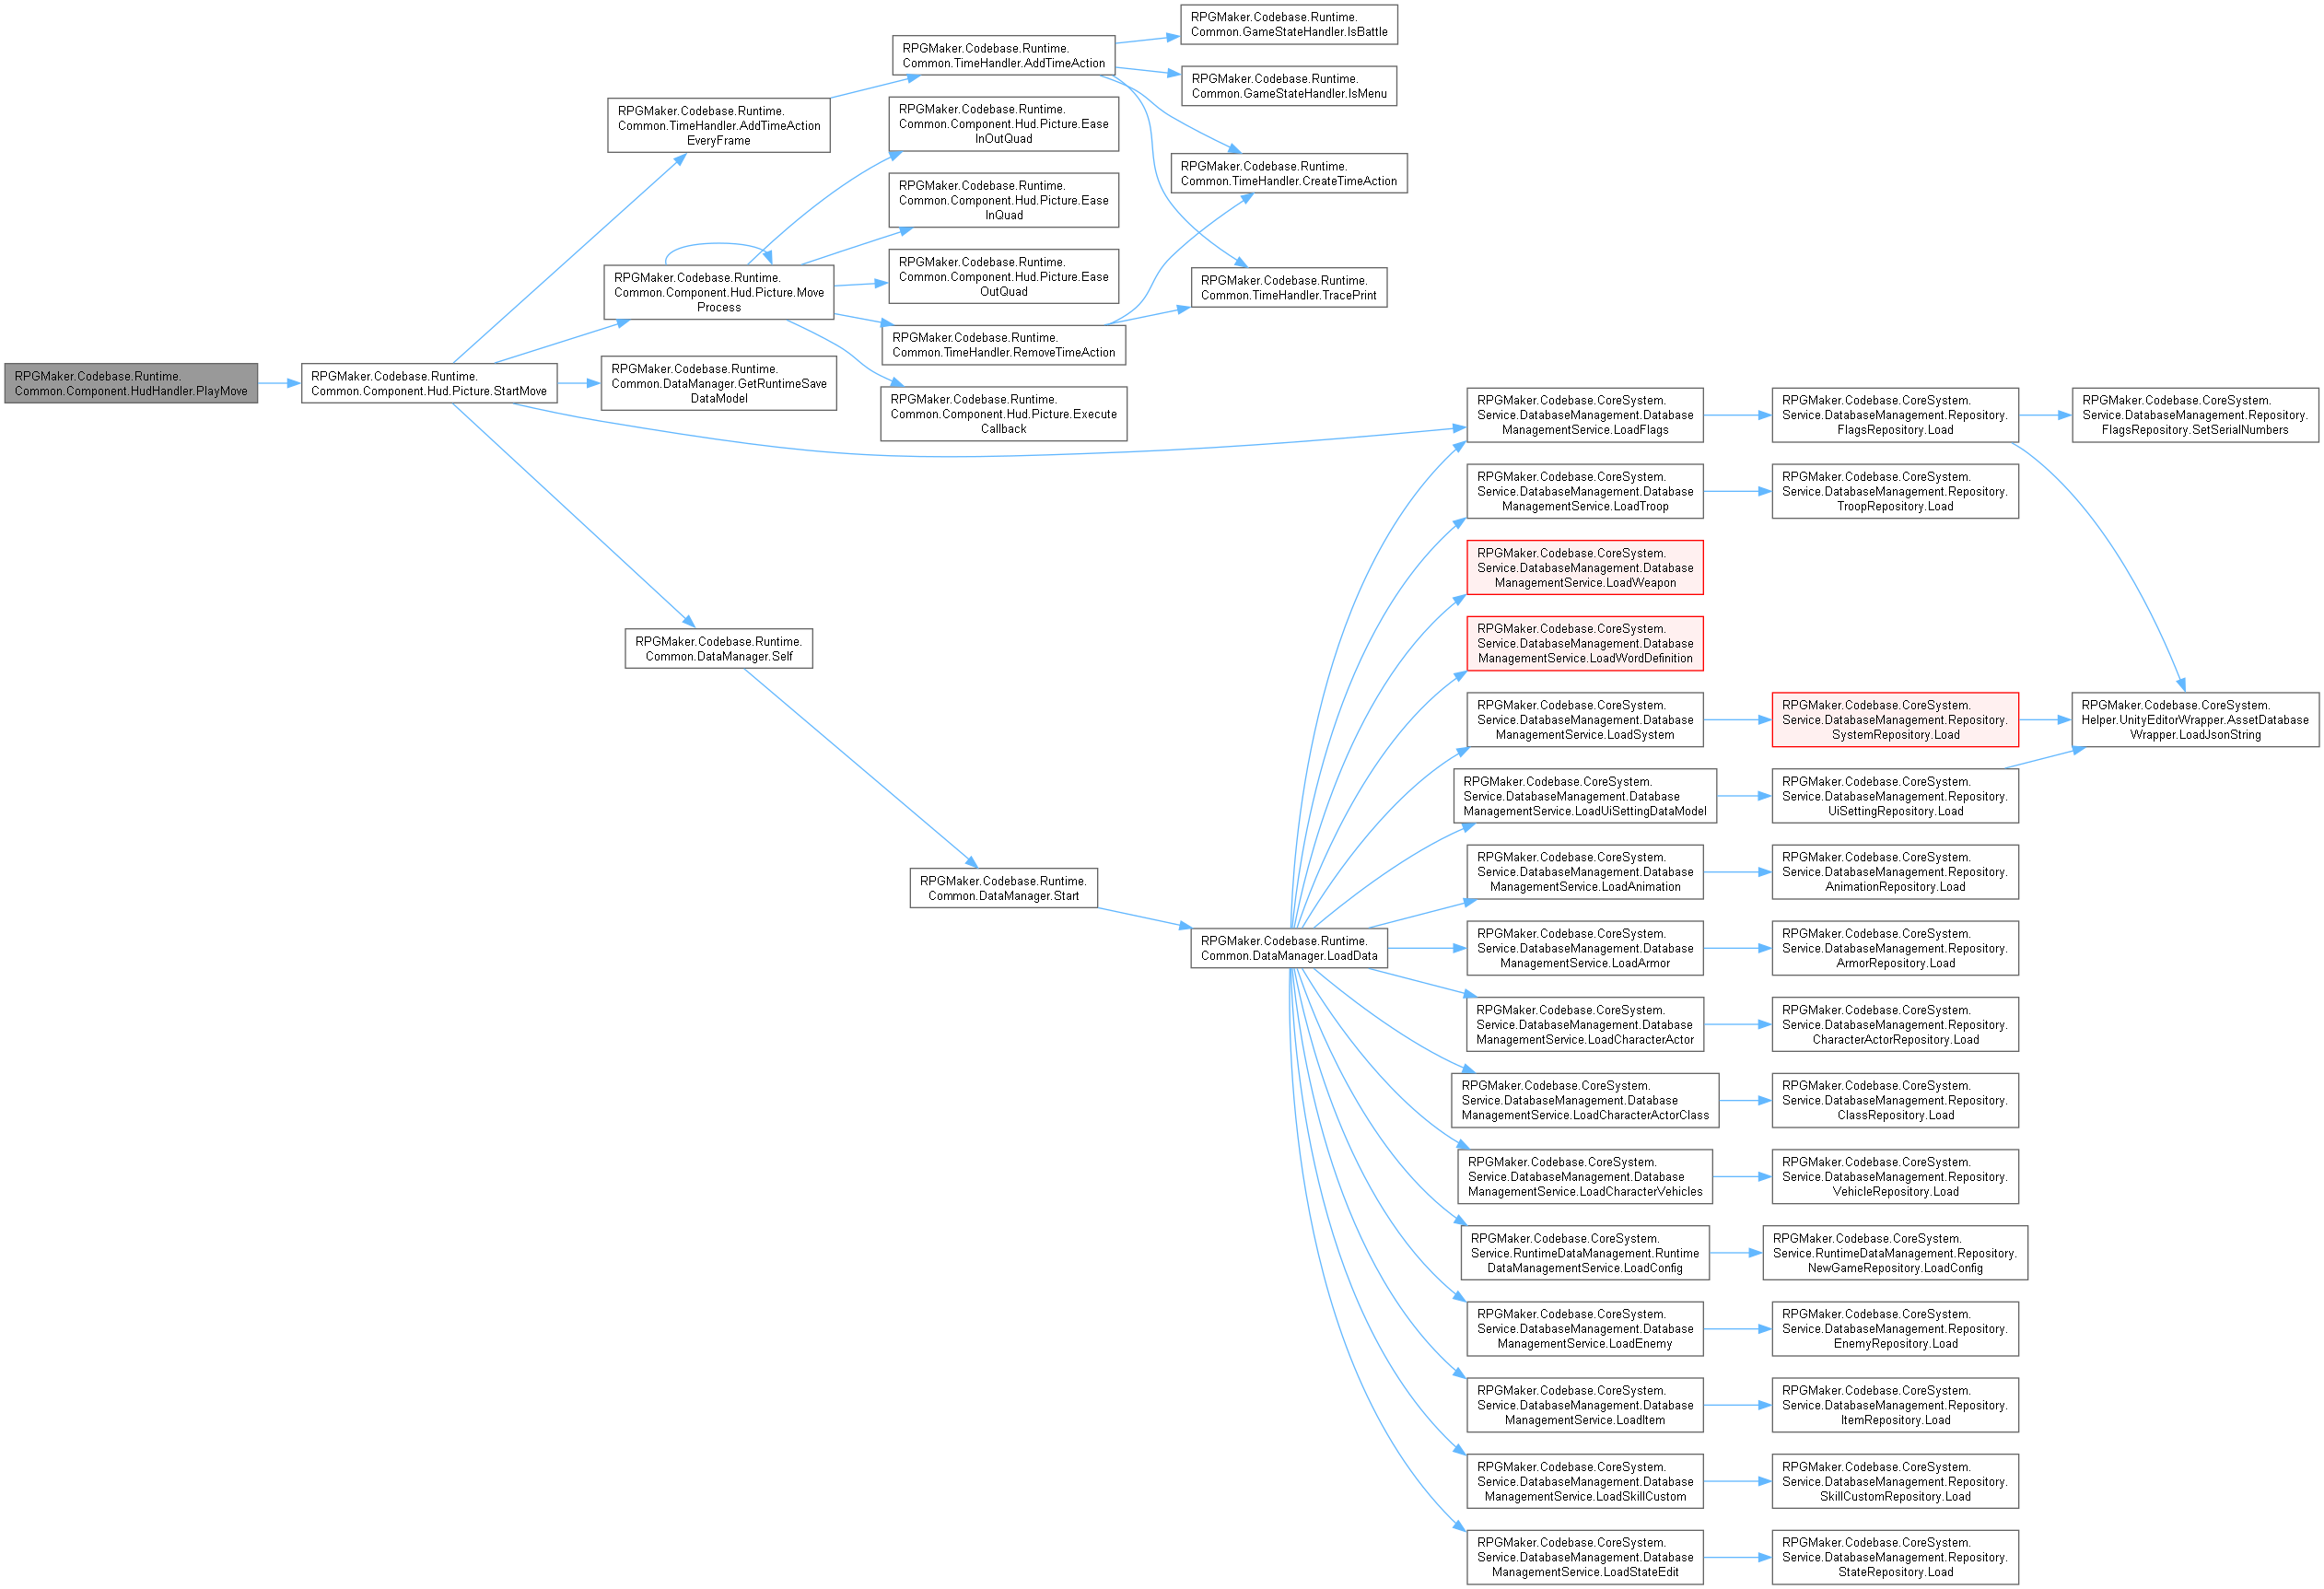 RPGMaker.Codebase.Runtime.
Common.Component.HudHandler.PlayMove
RPGMaker.Codebase.Runtime.
Common.Component.Hud.Picture.StartMove
RPGMaker.Codebase.Runtime.
Common.TimeHandler.AddTimeAction
EveryFrame
RPGMaker.Codebase.Runtime.
Common.Component.Hud.Picture.Move
Process
RPGMaker.Codebase.Runtime.
Common.DataManager.GetRuntimeSave
DataModel
RPGMaker.Codebase.Runtime.
Common.DataManager.Self
RPGMaker.Codebase.Runtime.
Common.TimeHandler.AddTimeAction
RPGMaker.Codebase.Runtime.
Common.Component.Hud.Picture.Ease
InOutQuad
RPGMaker.Codebase.Runtime.
Common.Component.Hud.Picture.Ease
InQuad
RPGMaker.Codebase.Runtime.
Common.Component.Hud.Picture.Ease
OutQuad
RPGMaker.Codebase.Runtime.
Common.TimeHandler.RemoveTimeAction
RPGMaker.Codebase.Runtime.
Common.Component.Hud.Picture.Execute
Callback
RPGMaker.Codebase.Runtime.
Common.DataManager.Start
RPGMaker.Codebase.Runtime.
Common.GameStateHandler.IsBattle
RPGMaker.Codebase.Runtime.
Common.GameStateHandler.IsMenu
RPGMaker.Codebase.Runtime.
Common.TimeHandler.CreateTimeAction
RPGMaker.Codebase.Runtime.
Common.TimeHandler.TracePrint
RPGMaker.Codebase.Runtime.
Common.DataManager.LoadData
RPGMaker.Codebase.CoreSystem.
Service.DatabaseManagement.Database
ManagementService.LoadFlags
RPGMaker.Codebase.CoreSystem.
Service.DatabaseManagement.Database
ManagementService.LoadTroop
RPGMaker.Codebase.CoreSystem.
Service.DatabaseManagement.Database
ManagementService.LoadWeapon
RPGMaker.Codebase.CoreSystem.
Service.DatabaseManagement.Database
ManagementService.LoadWordDefinition
RPGMaker.Codebase.CoreSystem.
Service.DatabaseManagement.Database
ManagementService.LoadSystem
RPGMaker.Codebase.CoreSystem.
Service.DatabaseManagement.Database
ManagementService.LoadUiSettingDataModel
RPGMaker.Codebase.CoreSystem.
Service.DatabaseManagement.Database
ManagementService.LoadAnimation
RPGMaker.Codebase.CoreSystem.
Service.DatabaseManagement.Database
ManagementService.LoadArmor
RPGMaker.Codebase.CoreSystem.
Service.DatabaseManagement.Database
ManagementService.LoadCharacterActor
RPGMaker.Codebase.CoreSystem.
Service.DatabaseManagement.Database
ManagementService.LoadCharacterActorClass
RPGMaker.Codebase.CoreSystem.
Service.DatabaseManagement.Database
ManagementService.LoadCharacterVehicles
RPGMaker.Codebase.CoreSystem.
Service.RuntimeDataManagement.Runtime
DataManagementService.LoadConfig
RPGMaker.Codebase.CoreSystem.
Service.DatabaseManagement.Database
ManagementService.LoadEnemy
RPGMaker.Codebase.CoreSystem.
Service.DatabaseManagement.Database
ManagementService.LoadItem
RPGMaker.Codebase.CoreSystem.
Service.DatabaseManagement.Database
ManagementService.LoadSkillCustom
RPGMaker.Codebase.CoreSystem.
Service.DatabaseManagement.Database
ManagementService.LoadStateEdit
RPGMaker.Codebase.CoreSystem.
Service.DatabaseManagement.Repository.
FlagsRepository.Load
RPGMaker.Codebase.CoreSystem.
Service.DatabaseManagement.Repository.
TroopRepository.Load
RPGMaker.Codebase.CoreSystem.
Service.DatabaseManagement.Repository.
SystemRepository.Load
RPGMaker.Codebase.CoreSystem.
Service.DatabaseManagement.Repository.
UiSettingRepository.Load
RPGMaker.Codebase.CoreSystem.
Service.DatabaseManagement.Repository.
AnimationRepository.Load
RPGMaker.Codebase.CoreSystem.
Service.DatabaseManagement.Repository.
ArmorRepository.Load
RPGMaker.Codebase.CoreSystem.
Service.DatabaseManagement.Repository.
CharacterActorRepository.Load
RPGMaker.Codebase.CoreSystem.
Service.DatabaseManagement.Repository.
ClassRepository.Load
RPGMaker.Codebase.CoreSystem.
Service.DatabaseManagement.Repository.
VehicleRepository.Load
RPGMaker.Codebase.CoreSystem.
Service.RuntimeDataManagement.Repository.
NewGameRepository.LoadConfig
RPGMaker.Codebase.CoreSystem.
Service.DatabaseManagement.Repository.
EnemyRepository.Load
RPGMaker.Codebase.CoreSystem.
Service.DatabaseManagement.Repository.
ItemRepository.Load
RPGMaker.Codebase.CoreSystem.
Service.DatabaseManagement.Repository.
SkillCustomRepository.Load
RPGMaker.Codebase.CoreSystem.
Service.DatabaseManagement.Repository.
StateRepository.Load
RPGMaker.Codebase.CoreSystem.
Service.DatabaseManagement.Repository.
FlagsRepository.SetSerialNumbers
RPGMaker.Codebase.CoreSystem.
Helper.UnityEditorWrapper.AssetDatabase
Wrapper.LoadJsonString